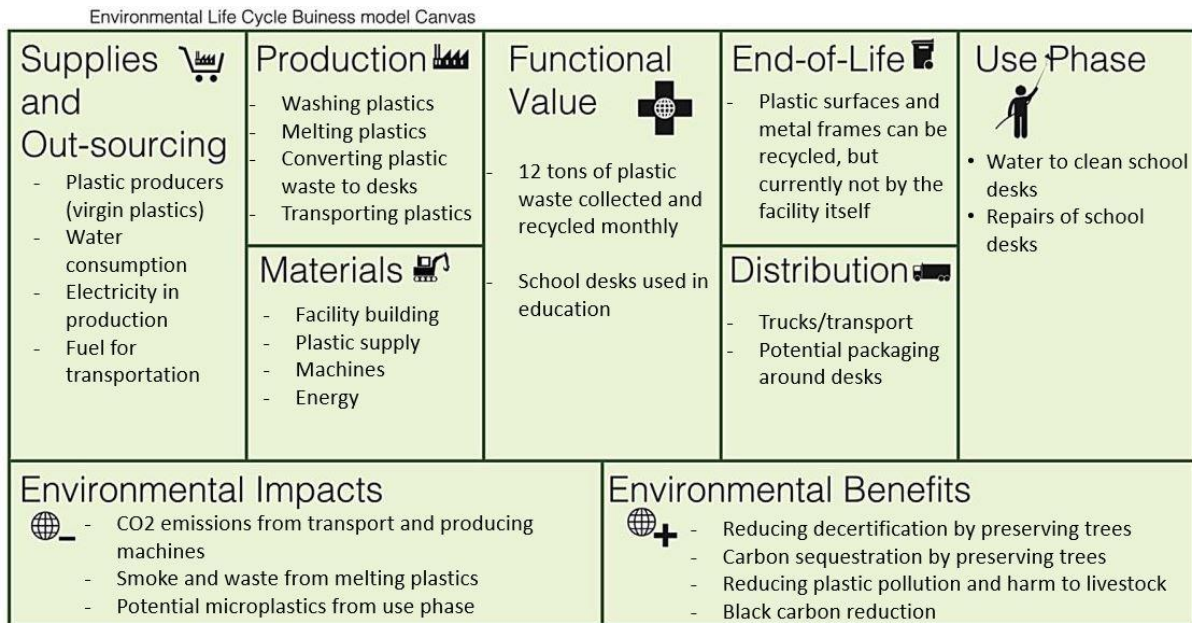 Environmental Life Cycle Buiness model Canvas
Supplies
and
Out-sourcing
- Plastic producers
(virgin plastics)
- Water
consumption
- Electricity in
production
- Fuel for
transportation
Production
- Washing plastics
- Melting plastics
- Converting plastic
waste to desks
- Transporting plastics
Materials
- Facility building
- Plastic supply
- Machines
- Energy
Functional
Value
- 12 tons of plastic
waste collected and
recycled monthly
- School desks used in
education
End-of-Life
- Plastic surfaces and
metal frames can be
recycled, but
currently not by the
facility itself
Distribution
- Trucks/transport
- Potential packaging
around desks
Use Phase
• Water to clean school
desks
• Repairs of school
desks
Environmental Impacts
- CO2 emissions from transport and producing
machines
- Smoke and waste from melting plastics
- Potential microplastics from use phase
Environmental Benefits
- Reducing decertification by preserving trees
- Carbon sequestration by preserving trees
- Reducing plastic pollution and harm to livestock
- Black carbon reduction